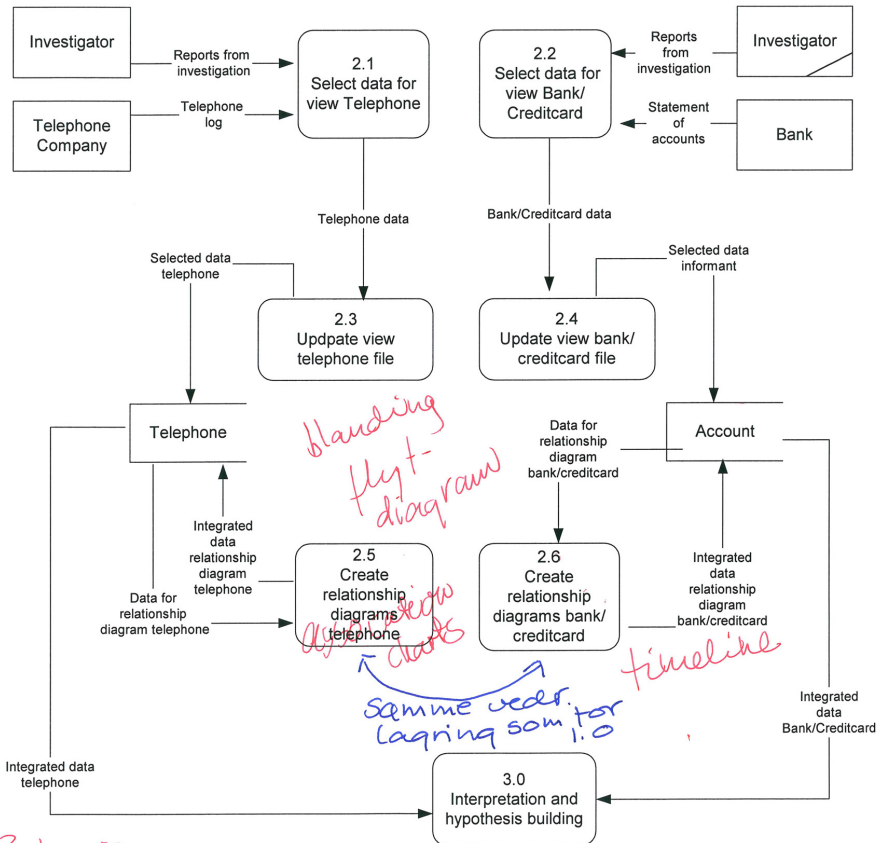 Investigator
Reports from
investigation
2.1
Select data for
view Telephone
2.2
Select data for
view Bank/
Creditcard
Reports
from
investigation
Investigator
Telephone
Company
Telephone
log
Statement
of
accounts
Bank
Telephone data
Bank/Creditcard data
Selected data
telephone
Selected data
informant
2.3
Updpate view
telephone file
2.4
Update view bank/
creditcard file
Telephone
blanding
flyt-
diagram
Data for
relationship
diagram
bank/creditcard
Account
Integrated
data
relationship
diagram
telephone
Data for
relationship
diagram telephone
2.5
Create
relationship
diagrams
telephone
association
charts
2.6
Create
relationship
diagrams bank/
creditcard
Integrated
data
relationship
diagram
bank/creditcard
timeline
samme vedr.
lagring som for
1.0
Integrated
data
Bank/Creditcard
Integrated data
telephone
3.0
Interpretation and
hypothesis building